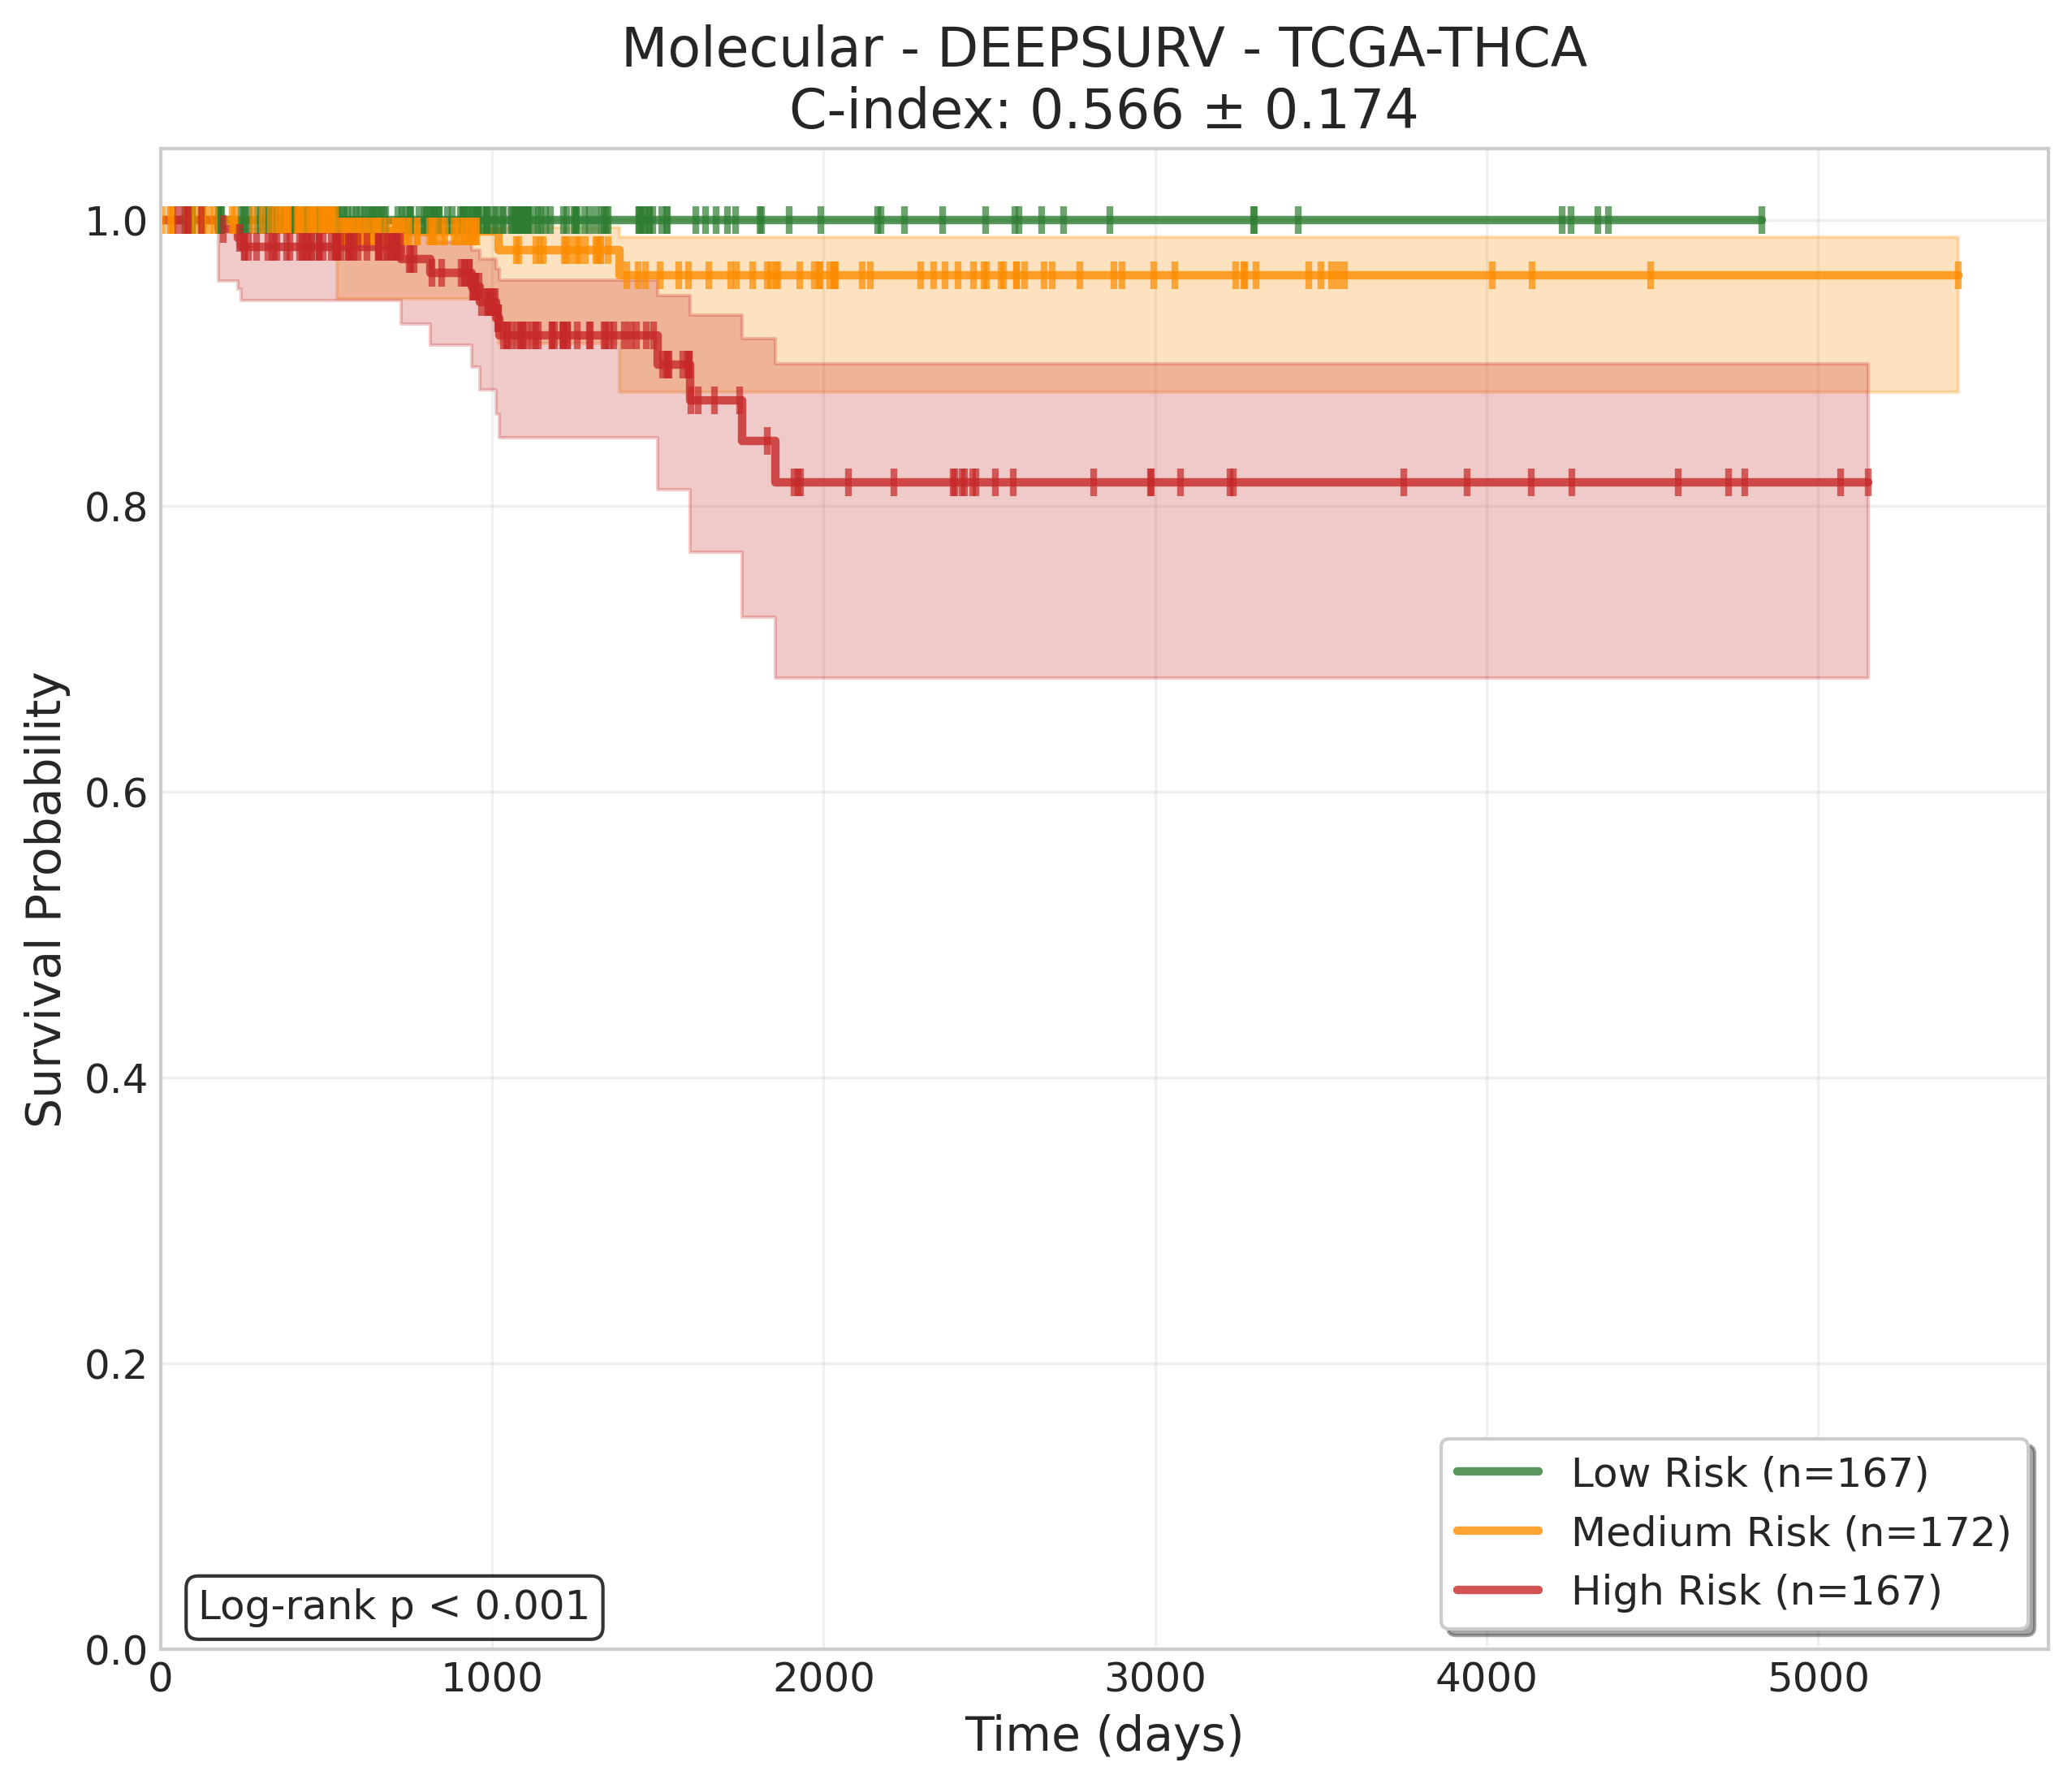 Molecular - DEEPSURV - TCGA-THCA
C-index: 0.566 ± 0.174
Survival Probability
1.0
0.8
0.6
0.4
0.2
0.0
Low Risk (n=167)
Medium Risk (n=172)
High Risk (n=167)
Log-rank p < 0.001
0 1000 2000 3000 4000 5000
Time (days)